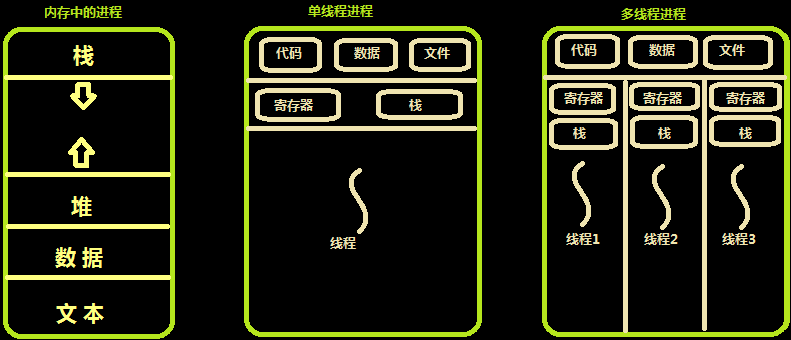 内存中的进程
栈
堆
数据
文本
单线程进程
代码 数据 文件
寄存器 栈
线程
多线程进程
代码 数据 文件
寄存器 寄存器 寄存器
栈 栈 栈
线程1 线程2 线程3